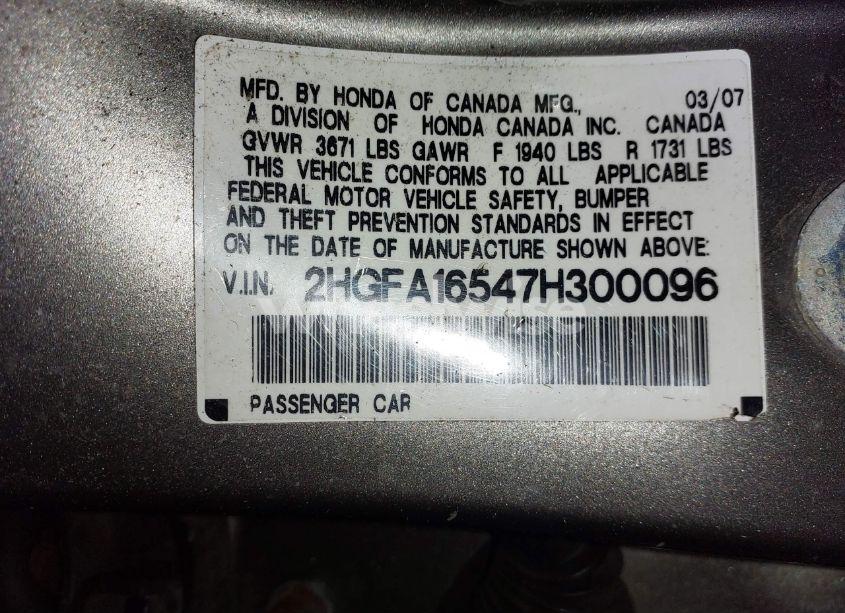 MFD. BY HONDA OF CANADA MFG., 03/07
A DIVISION OF HONDA CANADA INC. CANADA
GVWR 3671 LBS GAWR F 1940 LBS R 1731 LBS
THIS VEHICLE CONFORMS TO ALL APPLICABLE
FEDERAL MOTOR VEHICLE SAFETY, BUMPER
AND THEFT PREVENTION STANDARDS IN EFFECT
ON THE DATE OF MANUFACTURE SHOWN ABOVE:
V.I.N. 2HGFA16547H300096
PASSENGER CAR